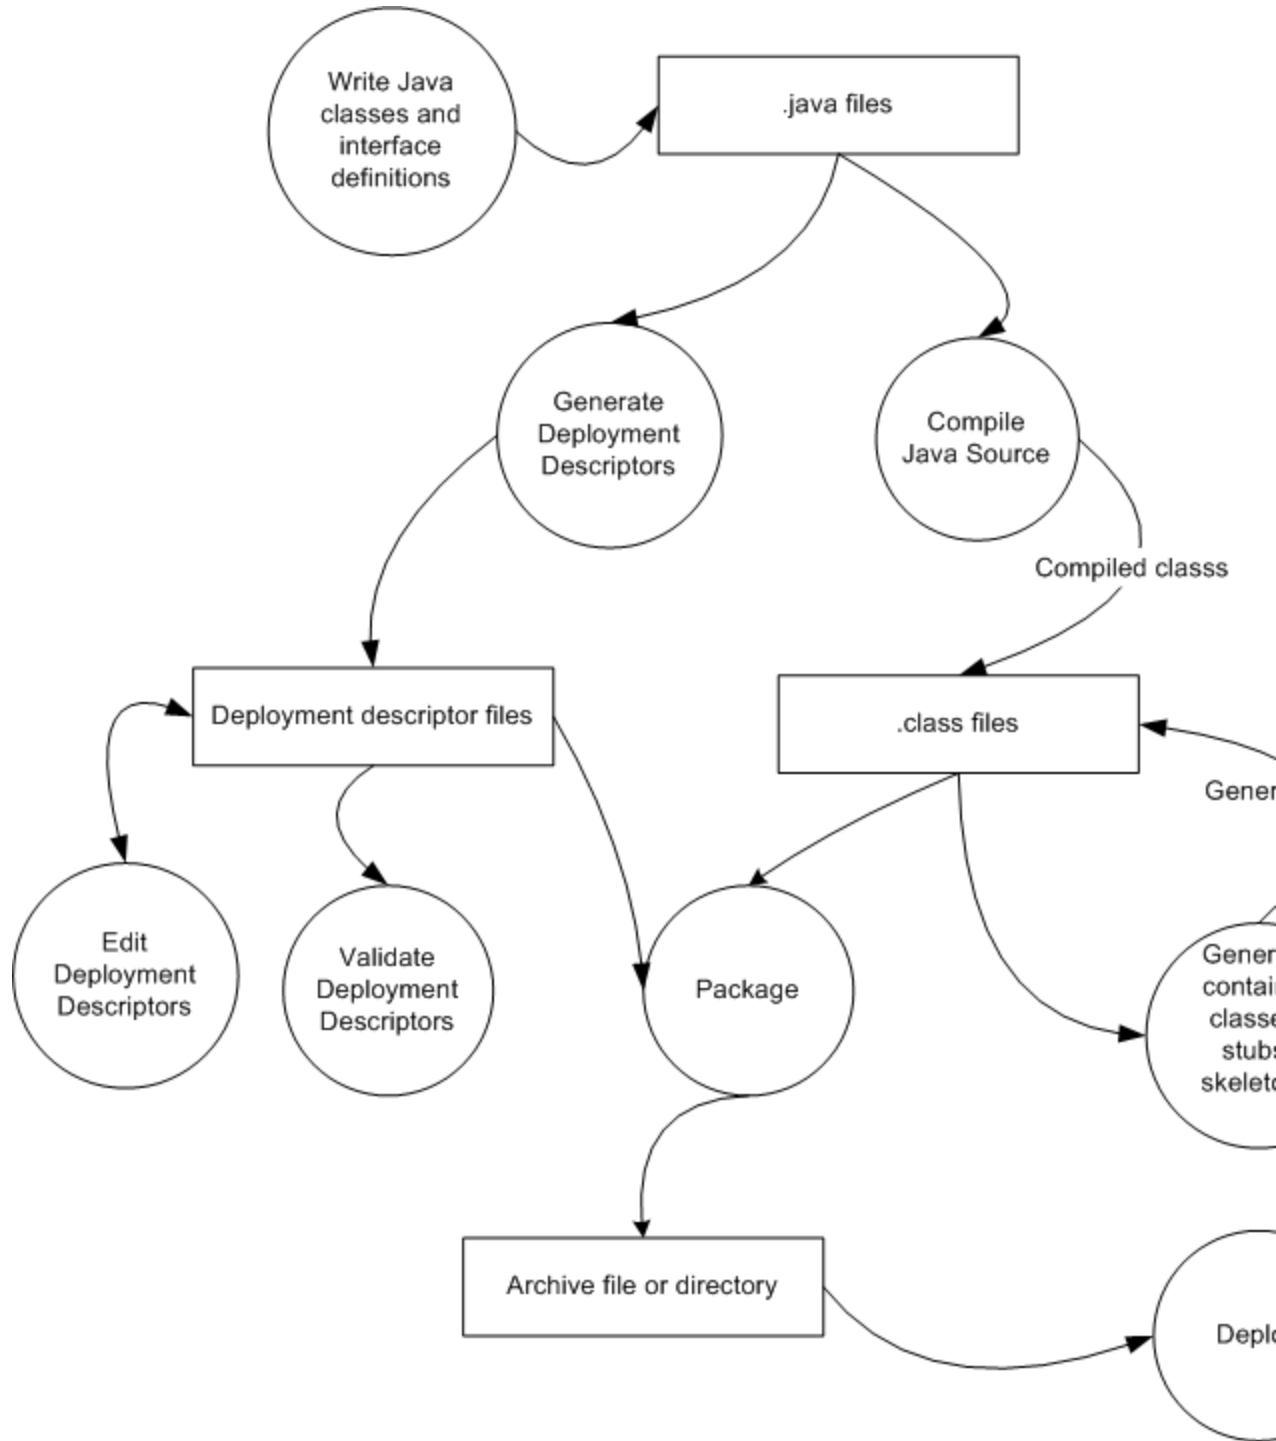 Write Java
classes and
interface
definitions
.java files
Generate
Deployment
Descriptors
Compile
Java Source
Compiled classs
Deployment descriptor files
.class files
Edit
Deployment
Descriptors
Validate
Deployment
Descriptors
Package
Archive file or directory